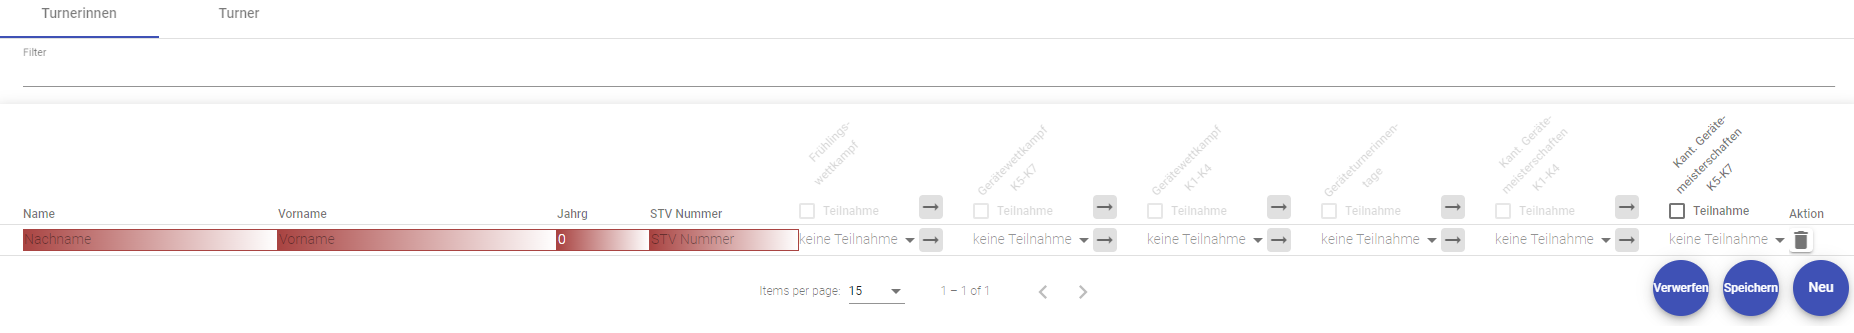 Turnerinnen Turner
Filter
Frühlings-
wettkampf
Gerätewettkampf
K5-K7
Gerätewettkampf
K1-K4
Geräteturnerinnen-
tage
Kant. Geräte-
meisterschaften
K1-K4
Kant. Geräte-
meisterschaften
K5-K7
Name Vorname Jahrg STV Nummer Teilnahme Teilnahme Teilnahme Teilnahme Teilnahme Teilnahme Aktion
Nachname Vorname 0 STV Nummer keine Teilnahme keine Teilnahme keine Teilnahme keine Teilnahme keine Teilnahme keine Teilnahme
Items per page: 15 1 – 1 of 1
Verwerfen Speichern Neu